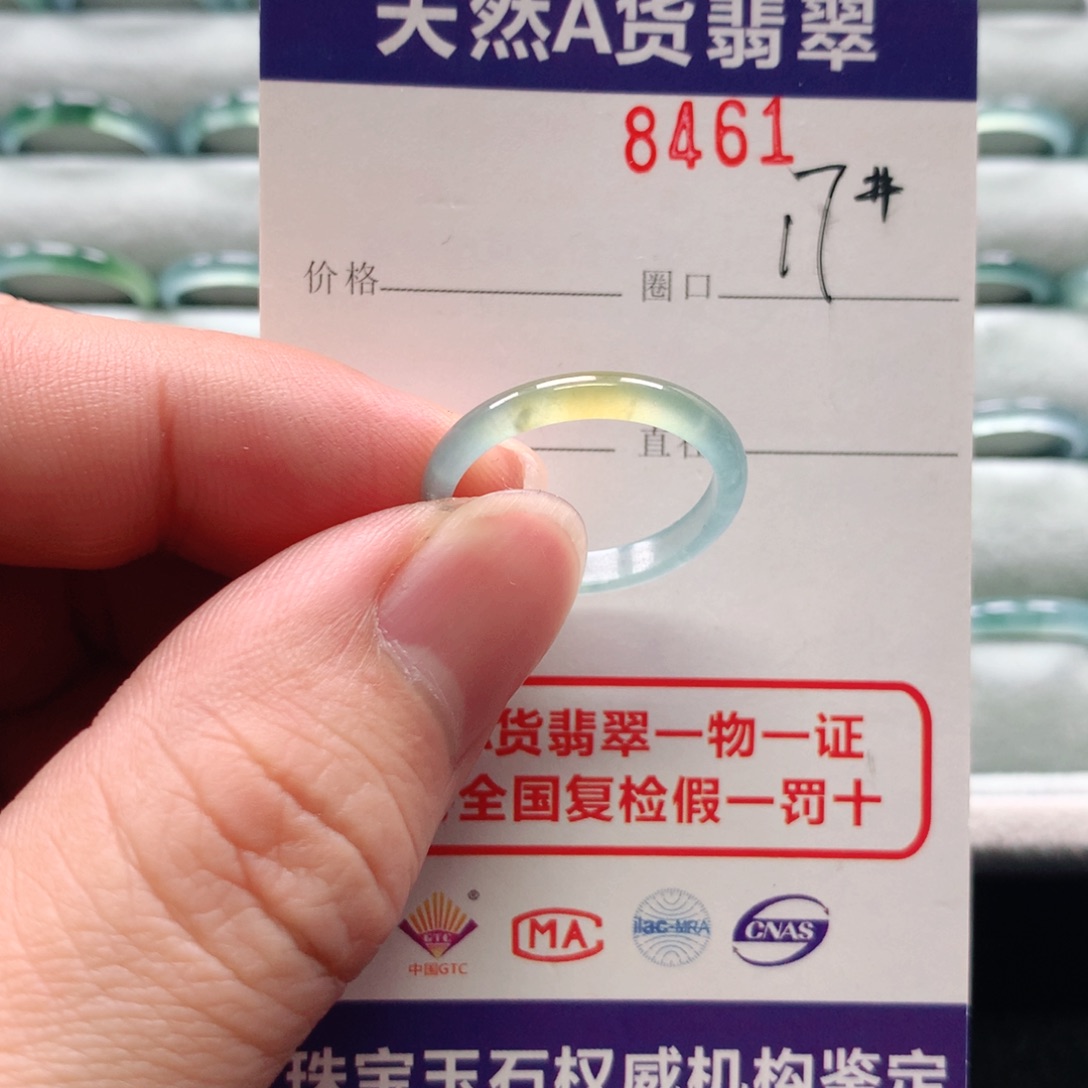 天然A货翡翠
8461
17#
价格 圈口
直径
货翡翠一物一证
全国复检假一罚十
GTC ® MA ilac-MRA CNAS
中国GTC
珠宝玉石权威机构鉴定